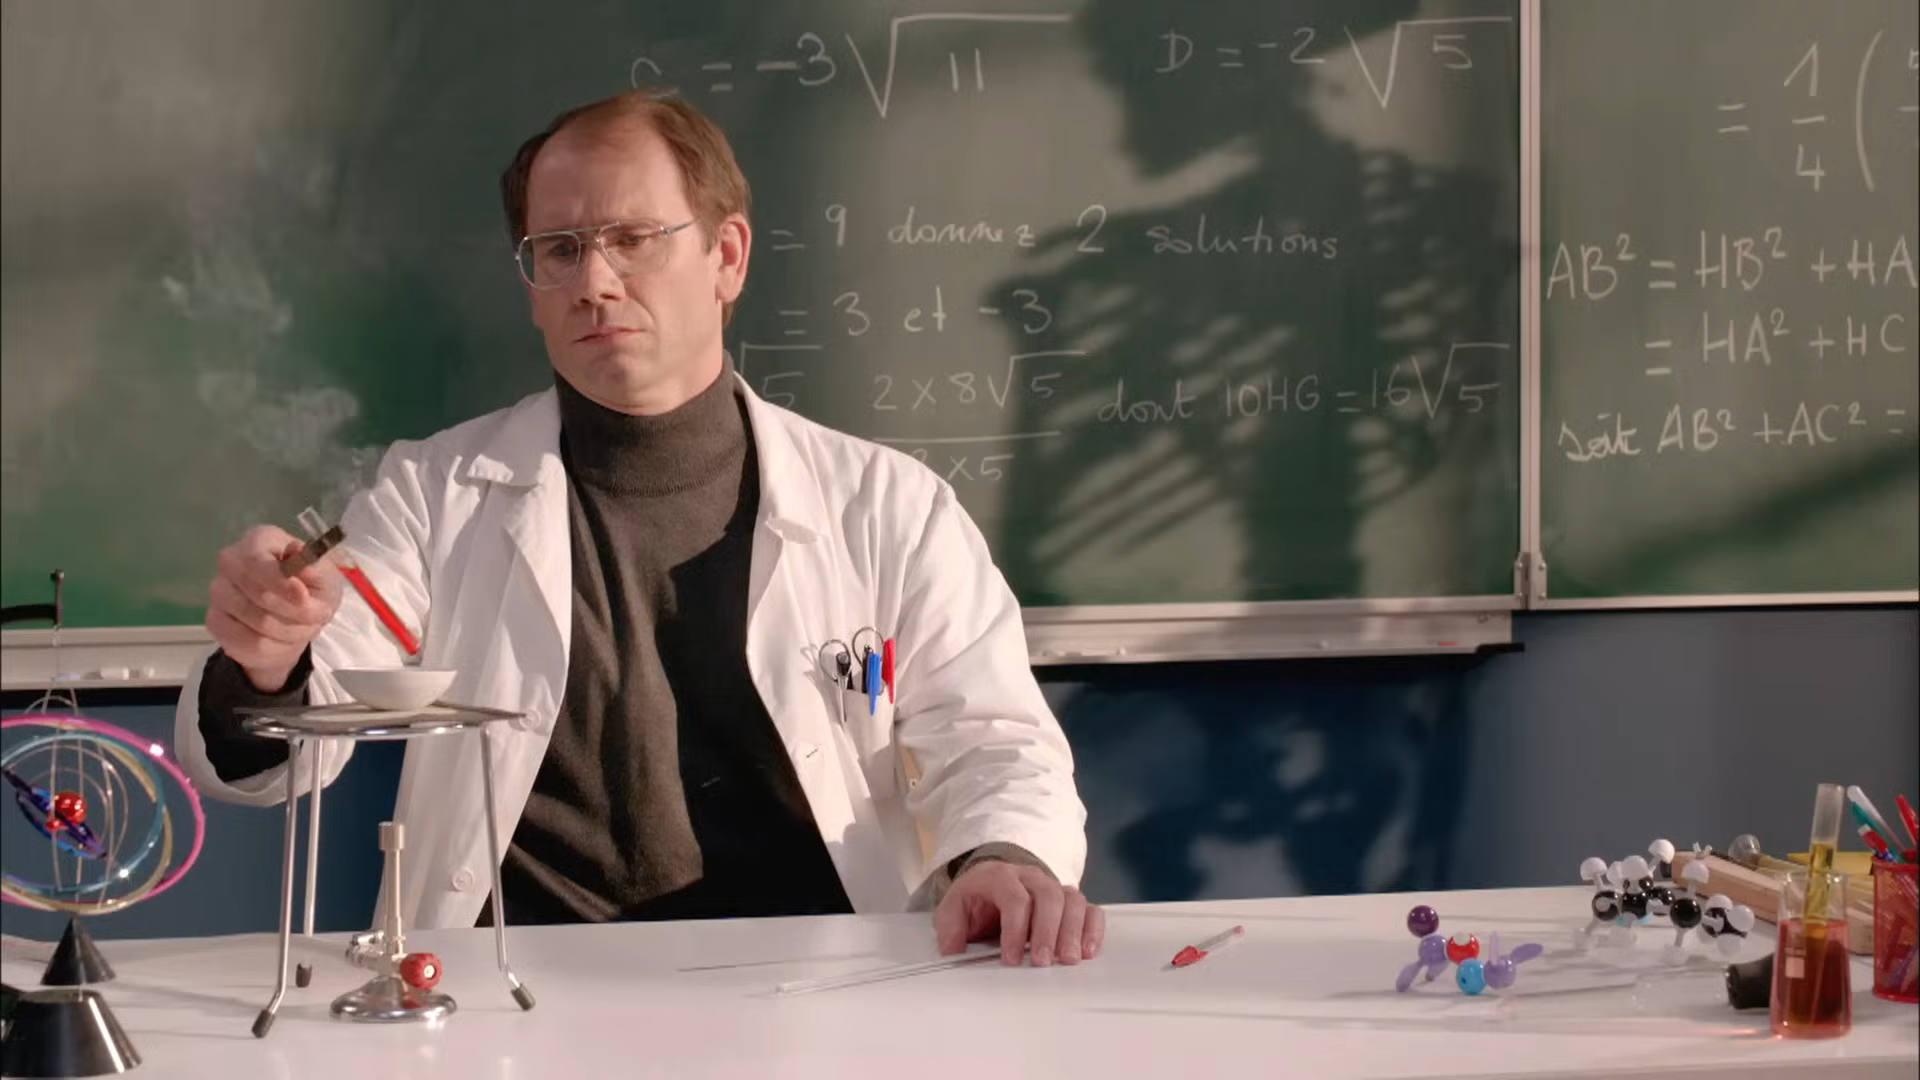 = -3√11
D = -2√5
= 9 donnez 2 solutions
= 3 et -3
√5 2×8√5 dont 10HG = 16√5
×5
= 1/4 (
AB² = HB² + HA
= HA² + HC
Soit AB² + AC² =